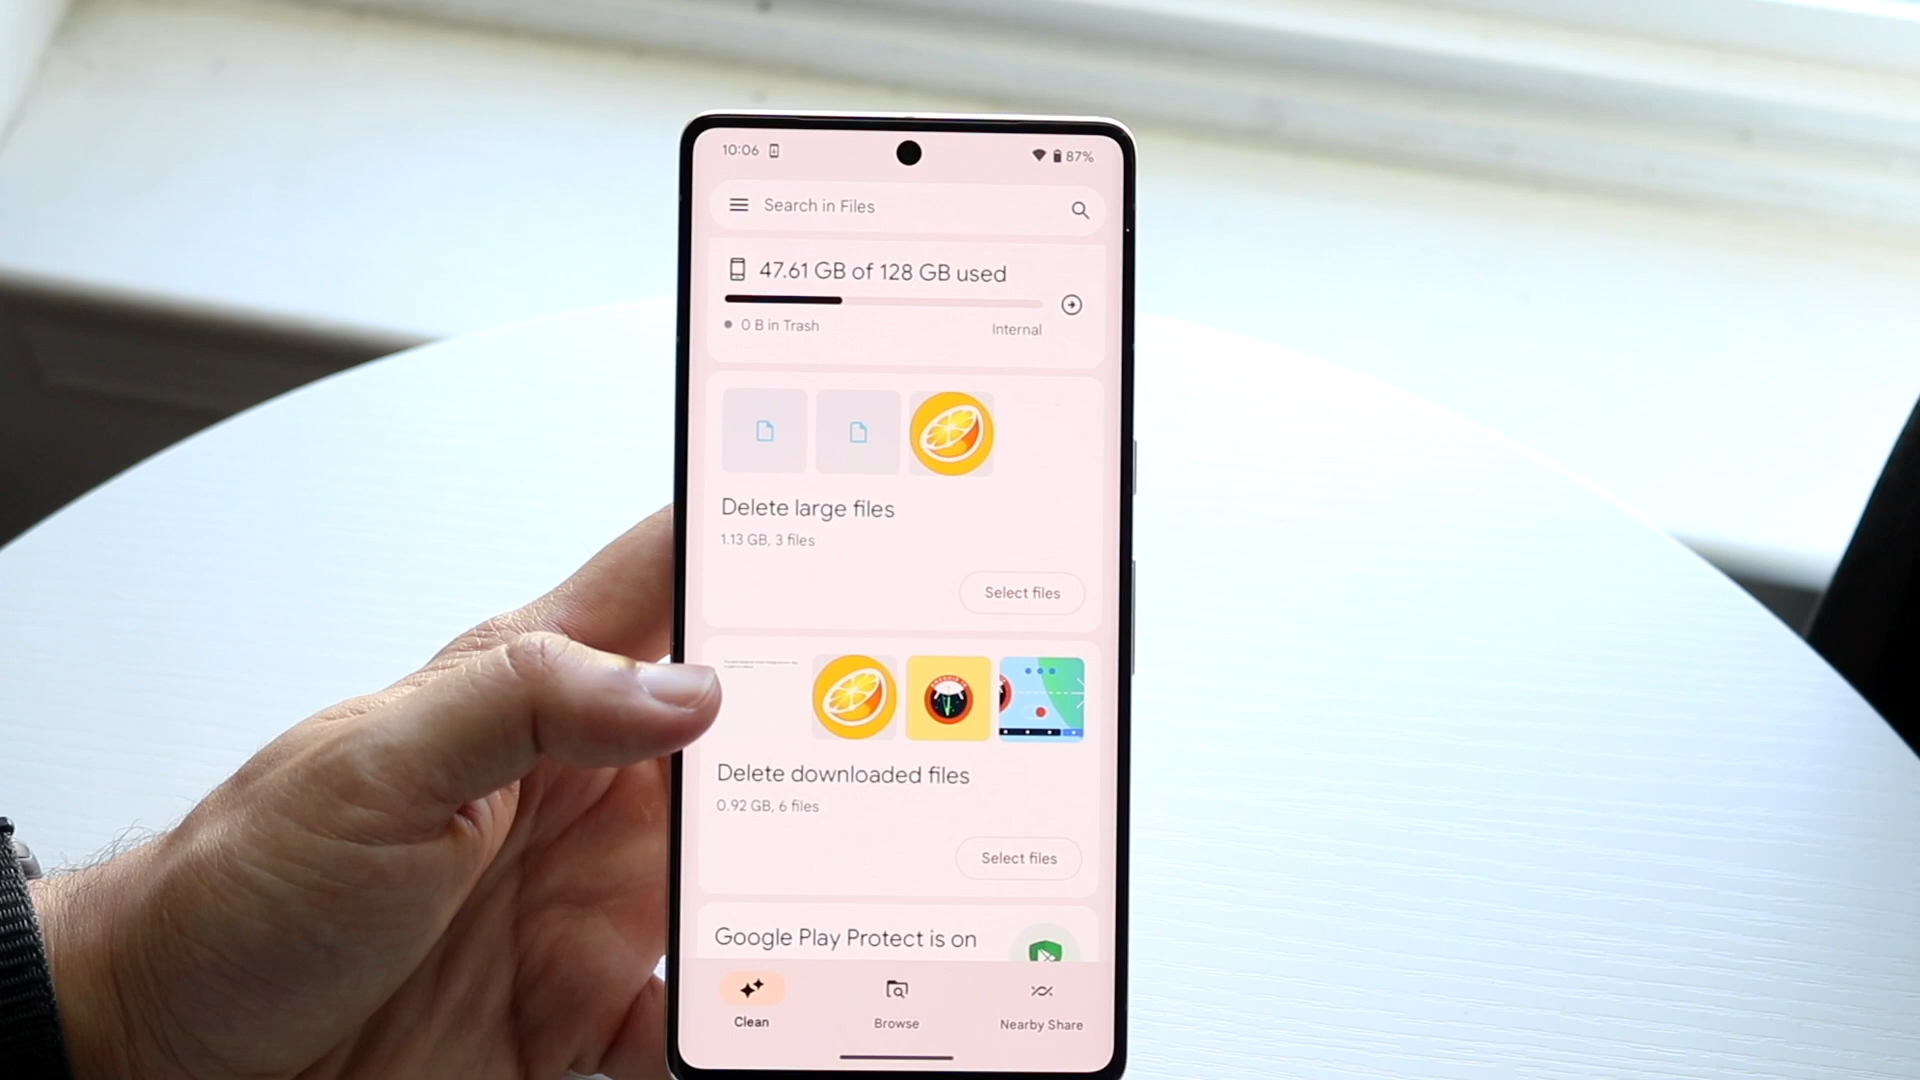 10:06
87%
Search in Files
47.61 GB of 128 GB used
0 B in Trash
Internal
Delete large files
1.13 GB, 3 files
Select files
Delete downloaded files
0.92 GB, 6 files
Select files
Google Play Protect is on
Clean
Browse
Nearby Share